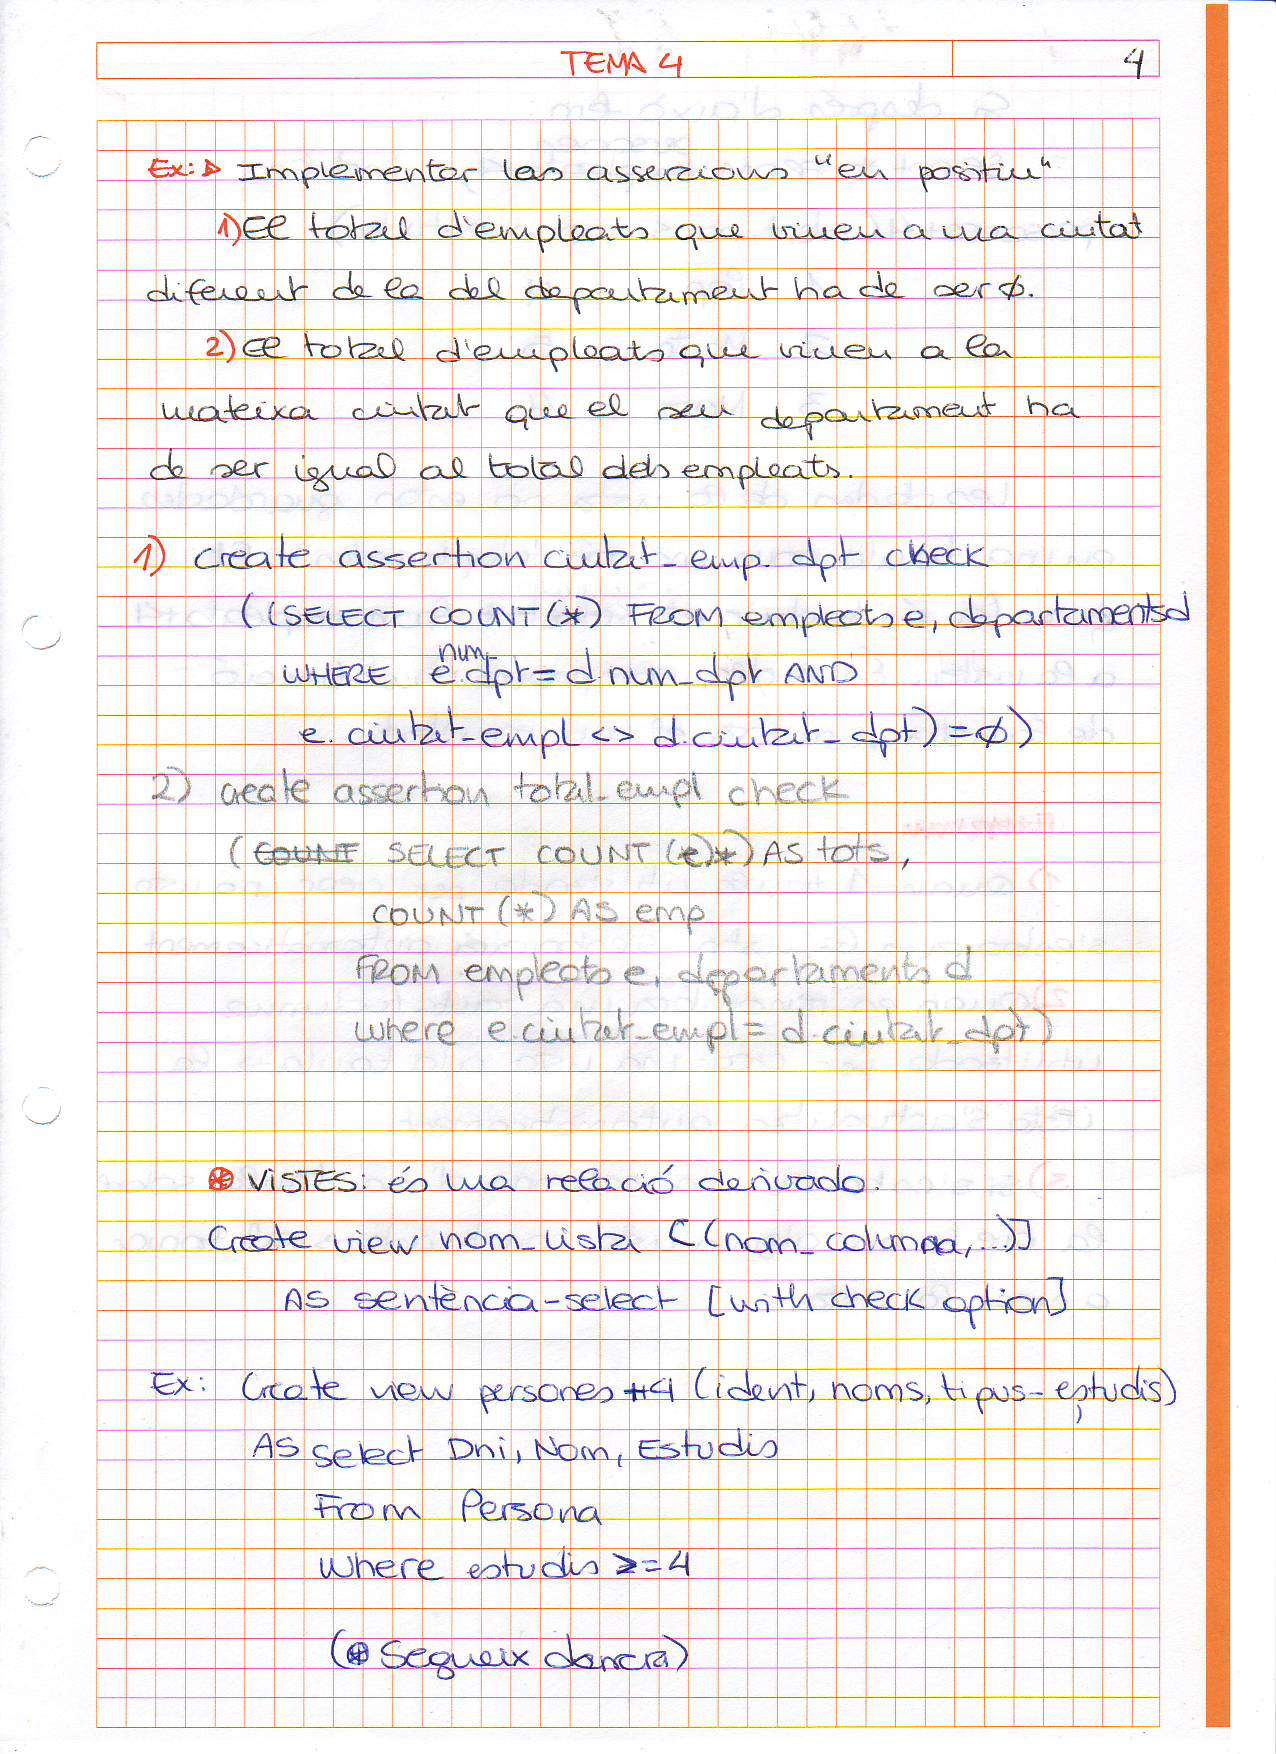 TEMA 4
4
Ex: Implementar les assercions "en positiu"
1) El total d'empleats que viuen a una ciutat
diferent de la del departament ha de ser ø.
2) El total d'empleats que viuen a la
mateixa ciutat que el seu departament ha
de ser igual al total dels empleats.
1) create assertion ciutat_emp_dpt check
((SELECT COUNT(*) FROM empleats e, departaments d
WHERE e.num_dpt = d.num_dpt AND
e.ciutat_empl <> d.ciutat_dpt) = ø)
2) create assertion total_empl check
(COUNT SELECT COUNT(e)*) AS tots,
COUNT(*) AS emp
FROM empleats e, departaments d
where e.ciutat_empl = d.ciutat_dpt)
VISTES: és una relació derivada.
Create view nom_vista [(nom_columna,...)]
AS sentència-select [with check option]
Ex: Create view persones+4 (ident, noms, tipus-estudis)
AS select Dni, Nom, Estudis
From Persona
Where estudis >=4
(* Segueix darrera)